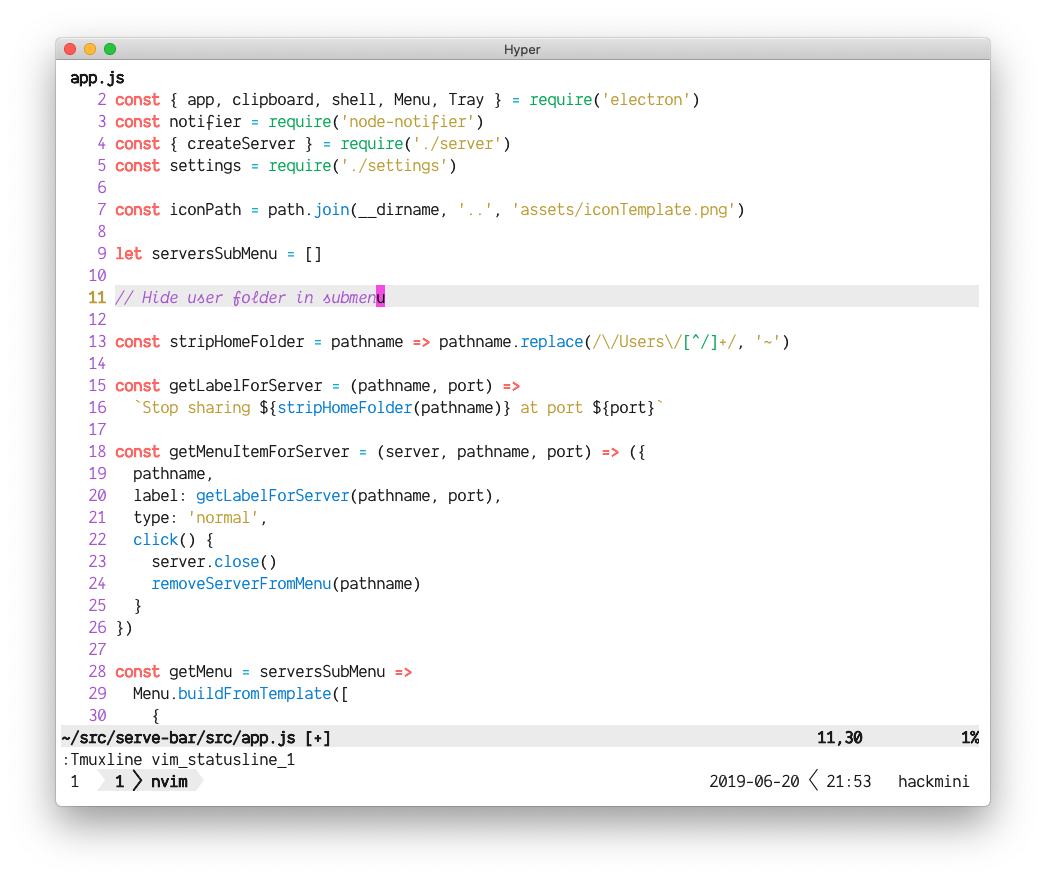 Hyper
app.js
2 const { app, clipboard, shell, Menu, Tray } = require('electron')
3 const notifier = require('node-notifier')
4 const { createServer } = require('./server')
5 const settings = require('./settings')
6
7 const iconPath = path.join(__dirname, '..', 'assets/iconTemplate.png')
8
9 let serversSubMenu = []
10
11 // Hide user folder in submenu
12
13 const stripHomeFolder = pathname => pathname.replace(/\/Users\/[^/]+/, '~')
14
15 const getLabelForServer = (pathname, port) =>
16   `Stop sharing ${stripHomeFolder(pathname)} at port ${port}`
17
18 const getMenuItemForServer = (server, pathname, port) => ({
19   pathname,
20   label: getLabelForServer(pathname, port),
21   type: 'normal',
22   click() {
23     server.close()
24     removeServerFromMenu(pathname)
25   }
26 })
27
28 const getMenu = serversSubMenu =>
29   Menu.buildFromTemplate([
30     {
~/src/serve-bar/src/app.js [+] 11,30 1%
:Tmuxline vim_statusline_1
1 1 nvim 2019-06-20 21:53 hackmini